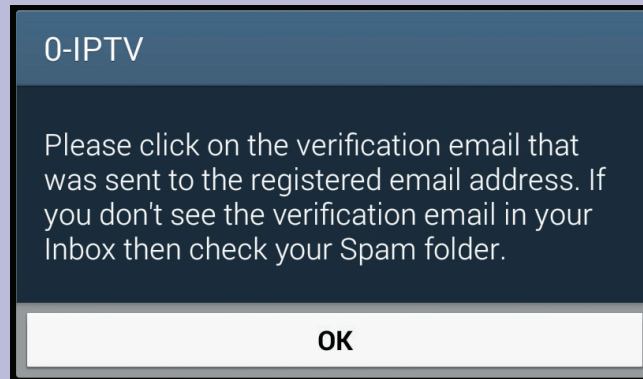 0-IPTV
Please click on the verification email that
was sent to the registered email address. If
you don't see the verification email in your
Inbox then check your Spam folder.
OK